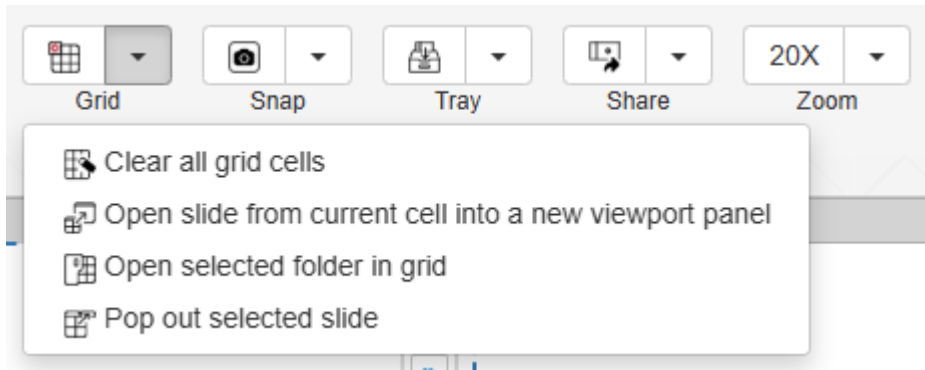 20X
Grid Snap Tray Share Zoom
Clear all grid cells
Open slide from current cell into a new viewport panel
Open selected folder in grid
Pop out selected slide